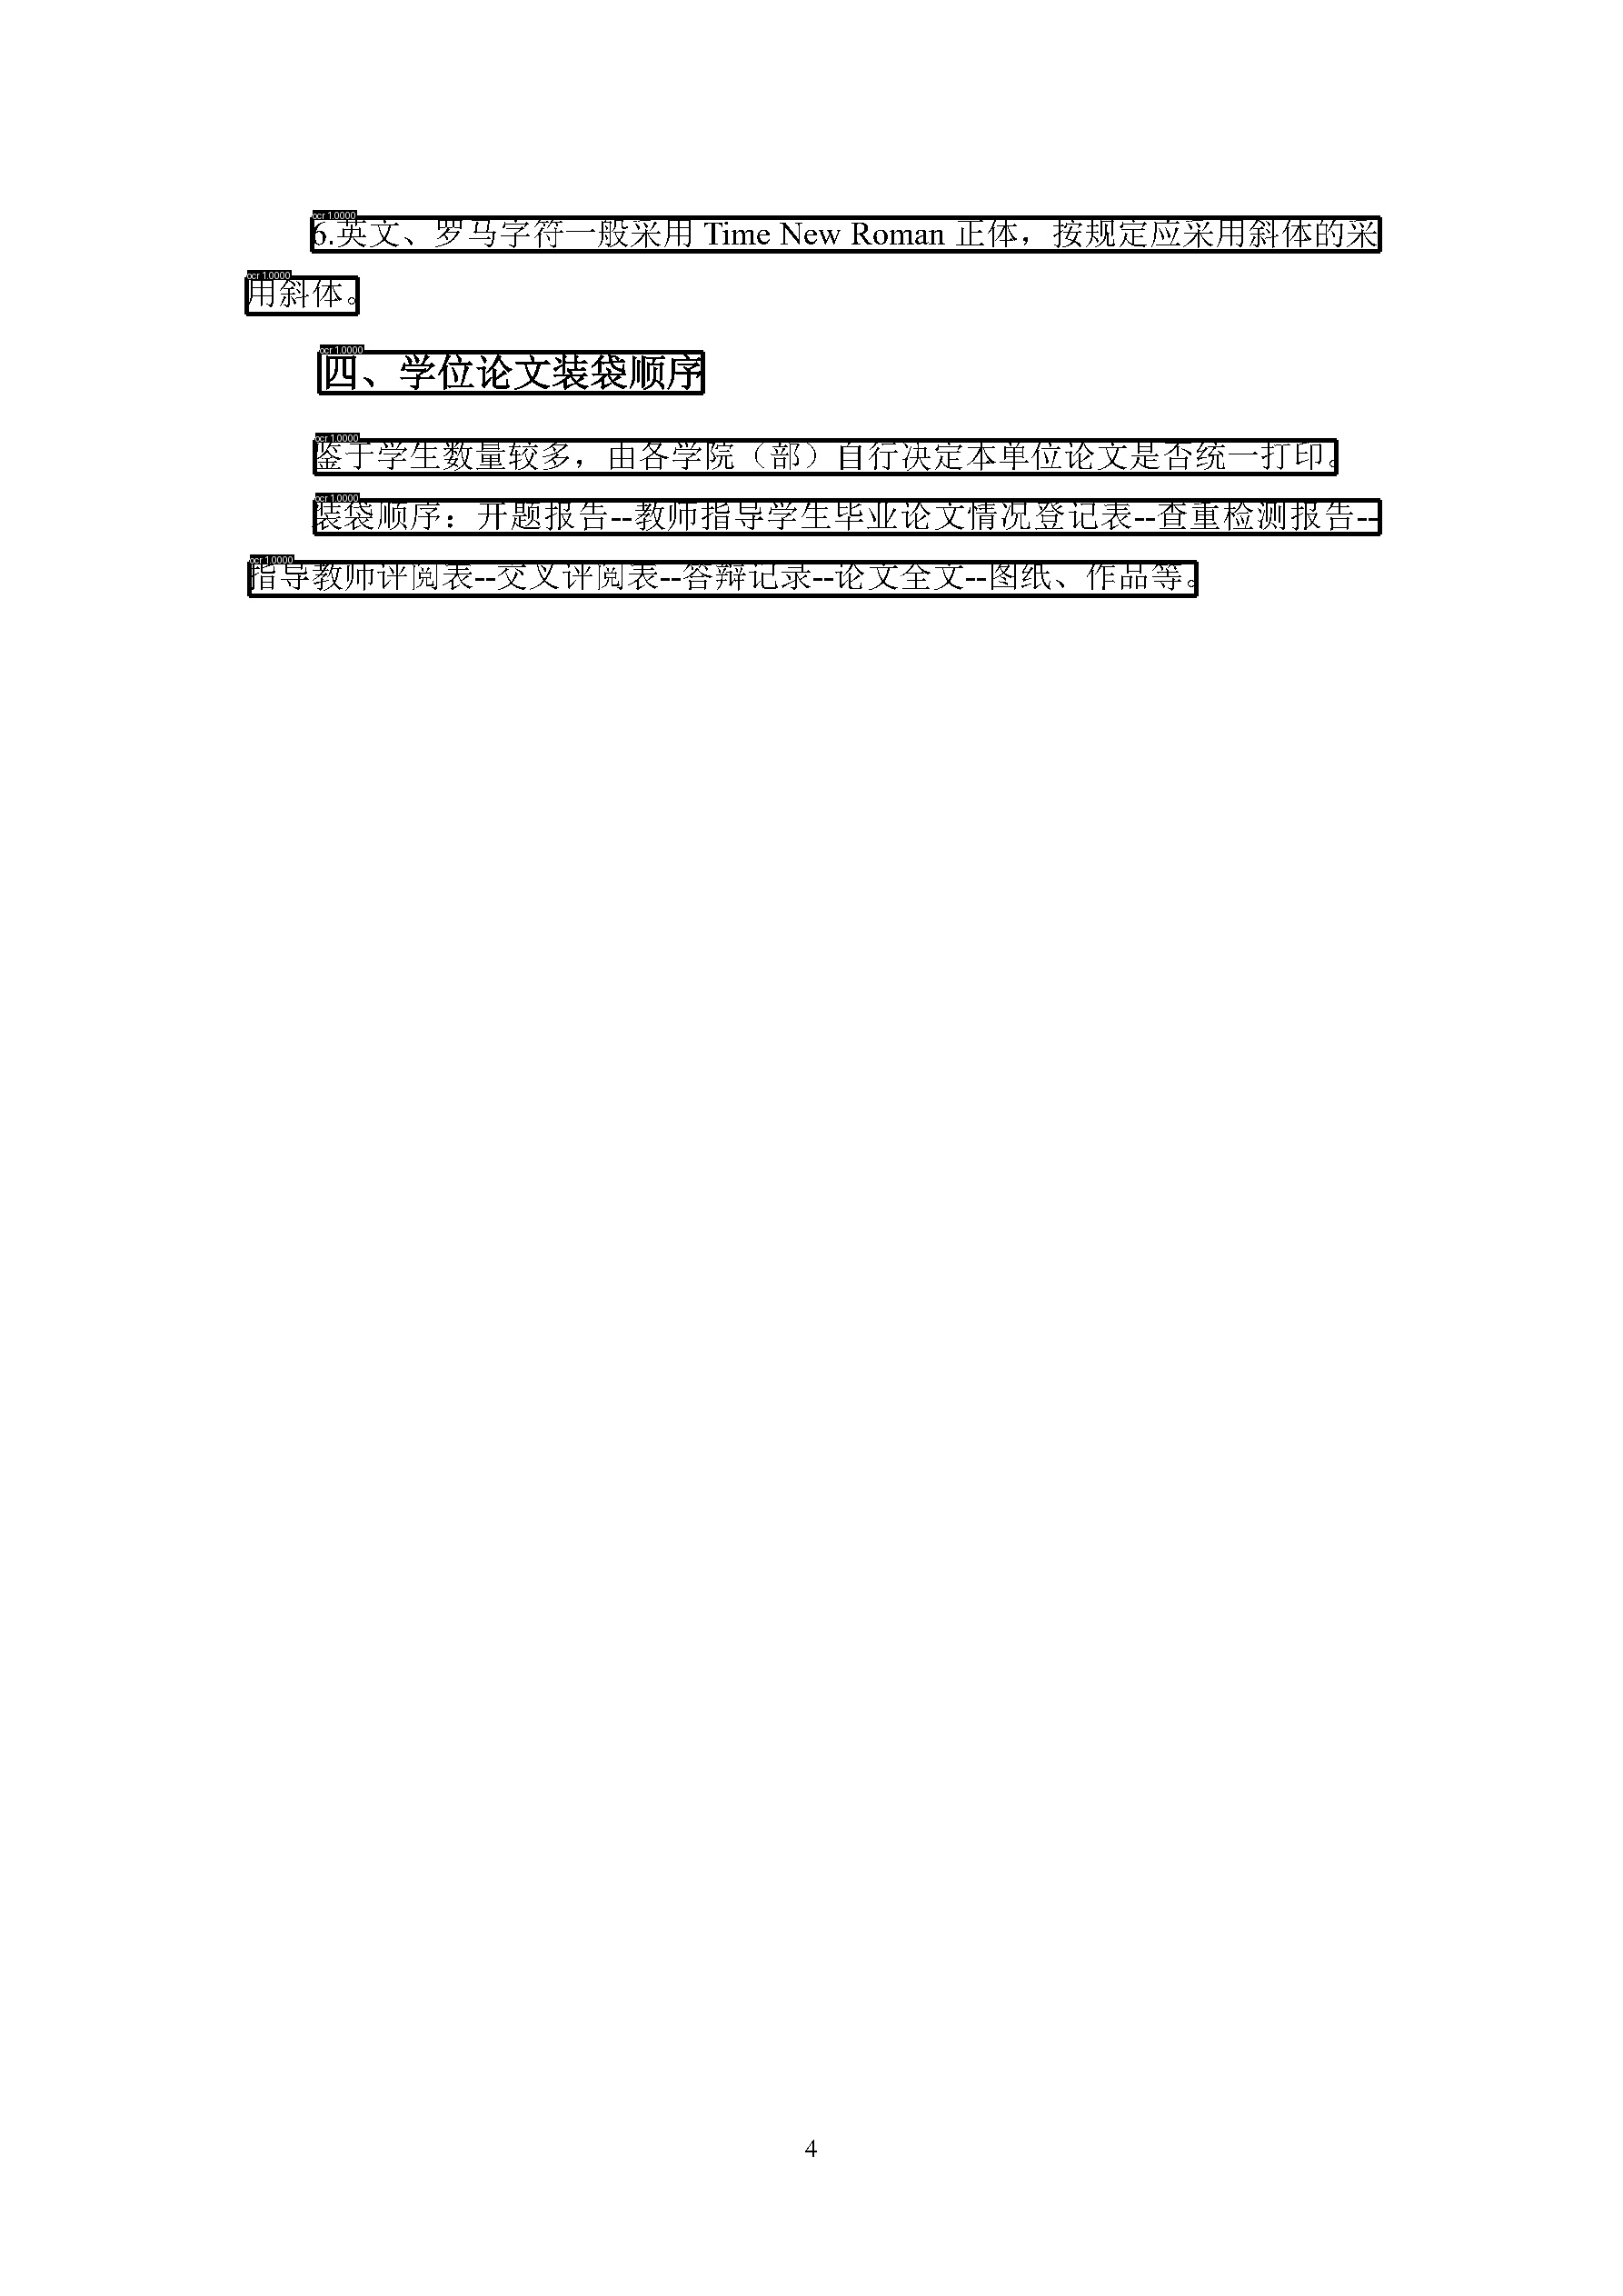 ocr 1.0000
6.英文、罗马字符一般采用 Time New Roman 正体，按规定应采用斜体的采
ocr 1.0000
用斜体。
ocr 1.0000
四、学位论文装袋顺序
ocr 1.0000
鉴于学生数量较多，由各学院（部）自行决定本单位论文是否统一打印。
ocr 1.0000
装袋顺序：开题报告--教师指导学生毕业论文情况登记表--查重检测报告--
ocr 1.0000
指导教师评阅表--交叉评阅表--答辩记录--论文全文--图纸、作品等。
4